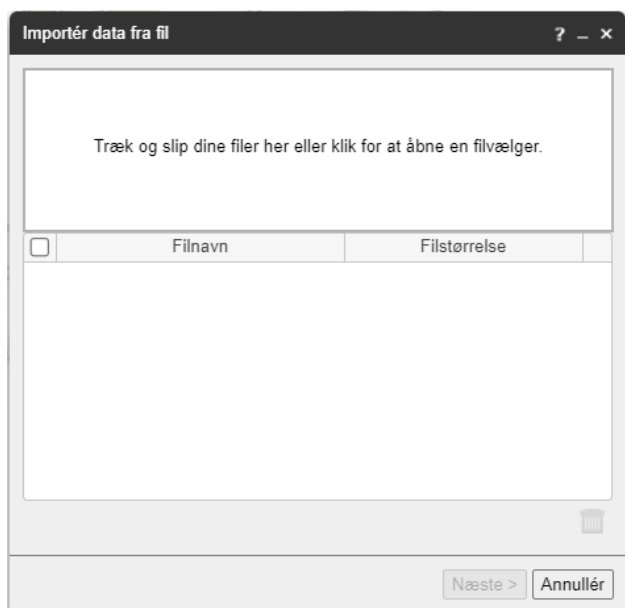 Importér data fra fil ? _ ×
Træk og slip dine filer her eller klik for at åbne en filvælger.
Filnavn Filstørrelse
Næste > Annullér